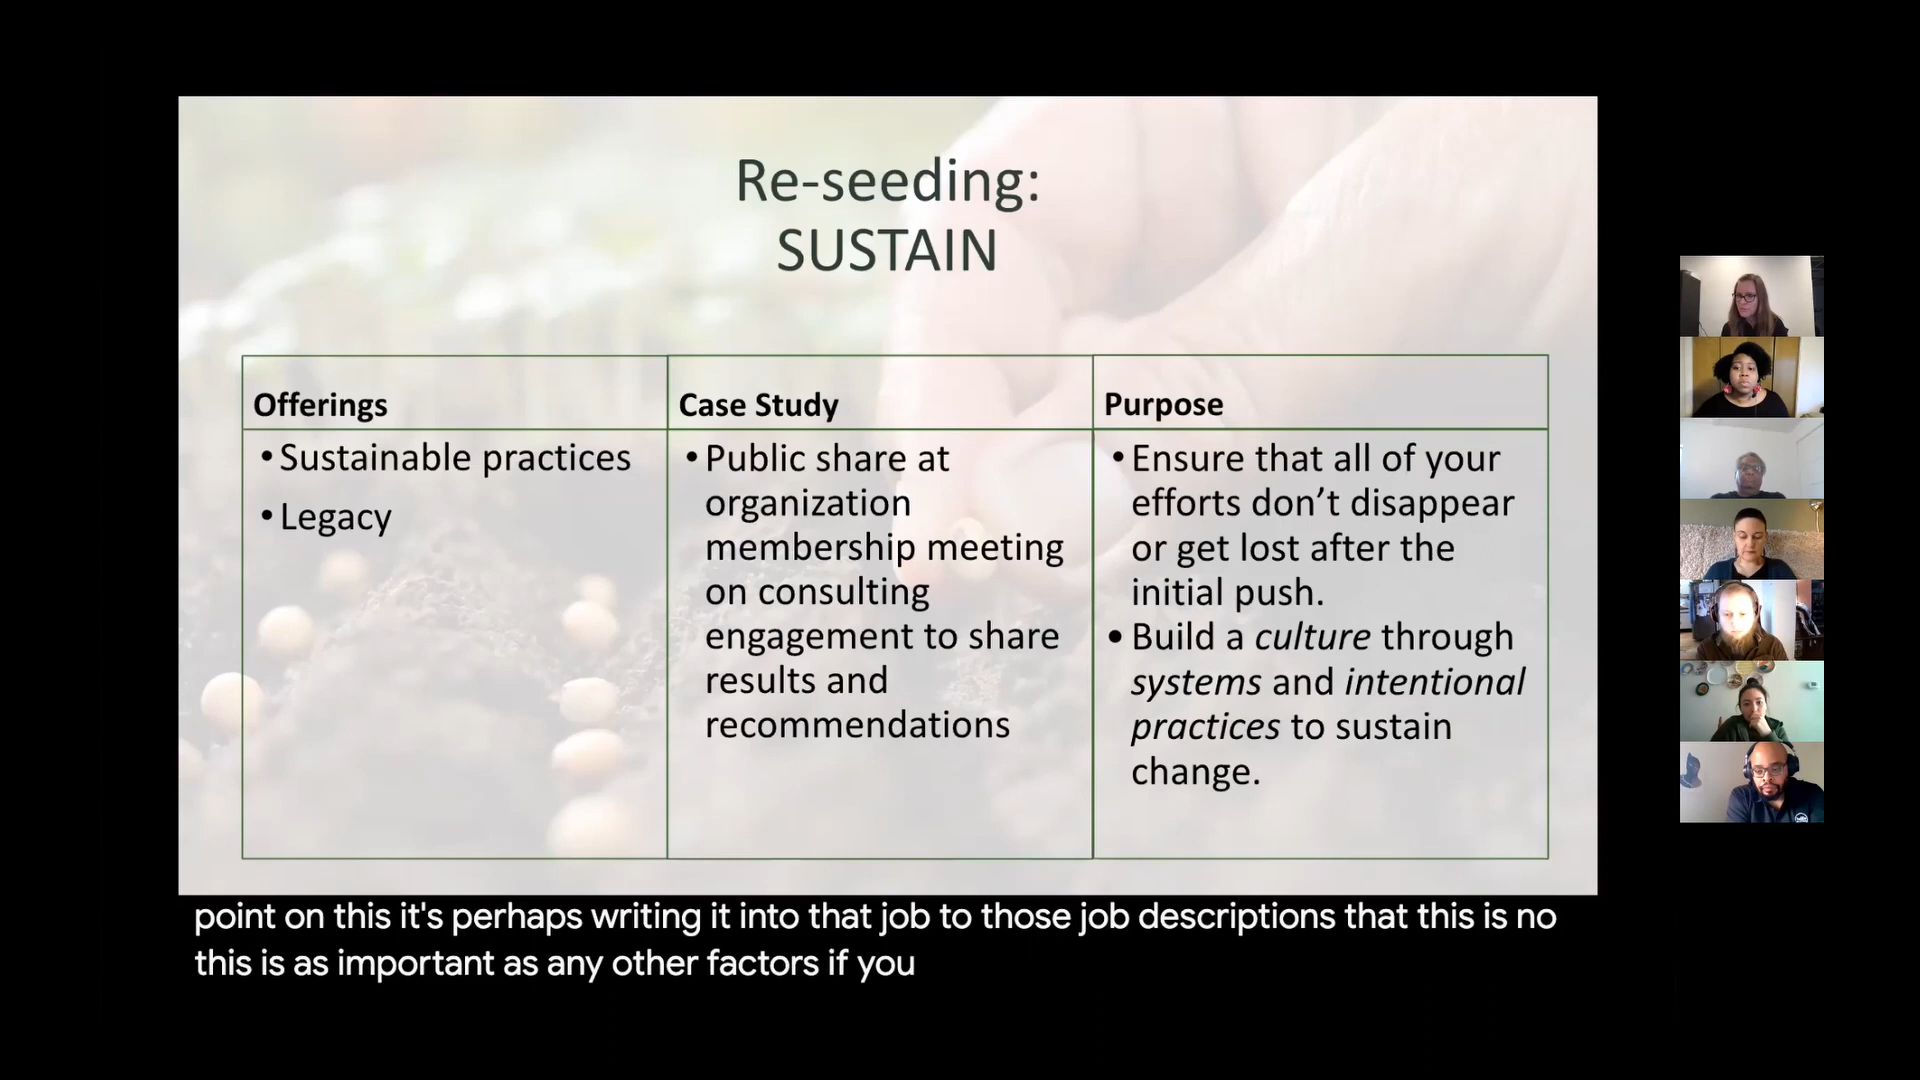 Re-seeding:
SUSTAIN
Offerings
• Sustainable practices
• Legacy
Case Study
• Public share at
organization
membership meeting
on consulting
engagement to share
results and
recommendations
Purpose
• Ensure that all of your
efforts don’t disappear
or get lost after the
initial push.
• Build a culture through
systems and intentional
practices to sustain
change.
point on this it's perhaps writing it into that job to those job descriptions that this is no
this is as important as any other factors if you